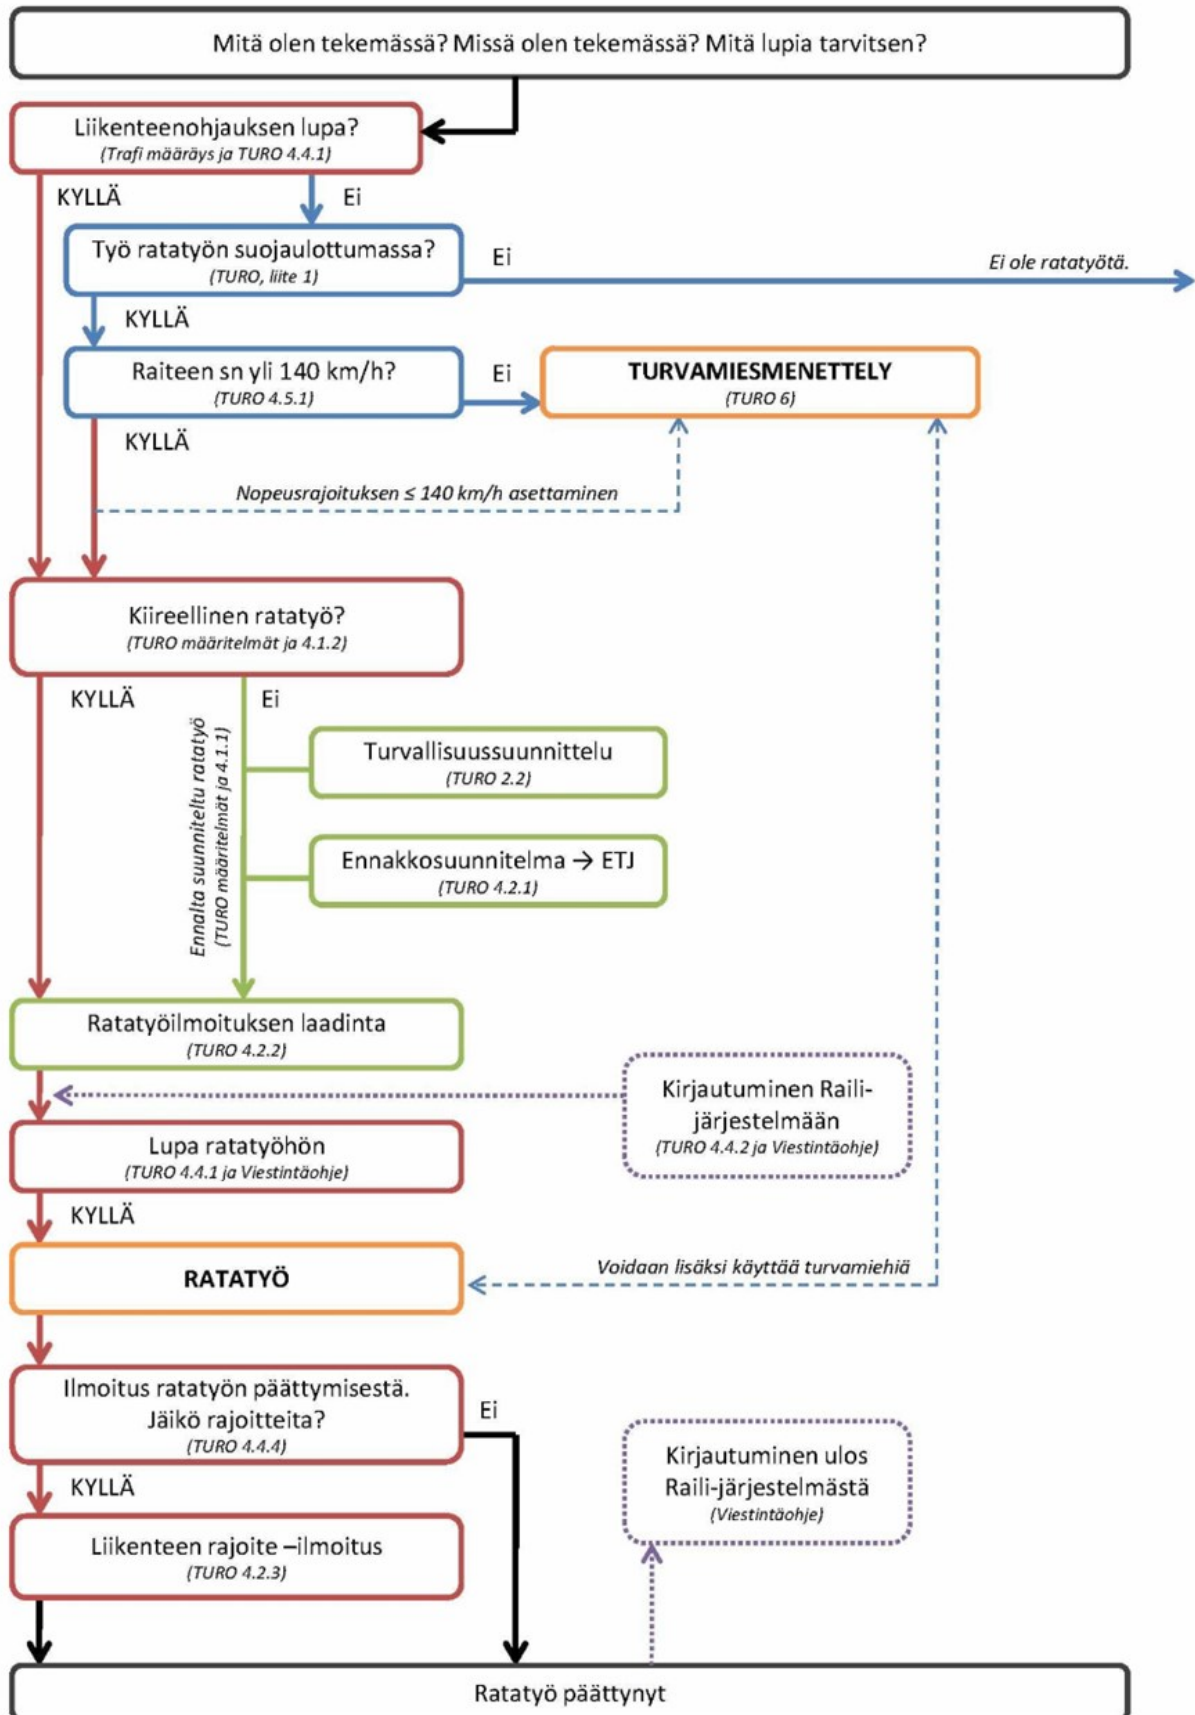 Mitä olen tekemässä? Missä olen tekemässä? Mitä lupia tarvitsen?
Liikenteenohjauksen lupa?
(Trafi määräys ja TURO 4.4.1)
KYLLÄ
Ei
Työ ratatyön suojaulottumassa?
(TURO, liite 1)
Ei
Ei ole ratatyötä.
KYLLÄ
Raiteen sn yli 140 km/h?
(TURO 4.5.1)
Ei
TURVAMIESMENETTELY
(TURO 6)
KYLLÄ
Nopeusrajoituksen ≤ 140 km/h asettaminen
Kiireellinen ratatyö?
(TURO määritelmät ja 4.1.2)
KYLLÄ
Ei
Ennalta suunniteltu ratatyö
(TURO määritelmät ja 4.1.1)
Turvallisuussuunnittelu
(TURO 2.2)
Ennakkosuunnitelma → ETJ
(TURO 4.2.1)
Ratatyöilmoituksen laadinta
(TURO 4.2.2)
Kirjautuminen Raili-
järjestelmään
(TURO 4.4.2 ja Viestintäohje)
Lupa ratatyöhön
(TURO 4.4.1 ja Viestintäohje)
KYLLÄ
RATATYÖ
Voidaan lisäksi käyttää turvamiehiä
Ilmoitus ratatyön päättymisestä.
Jäikö rajoitteita?
(TURO 4.4.4)
Ei
KYLLÄ
Kirjautuminen ulos
Raili-järjestelmästä
(Viestintäohje)
Liikenteen rajoite –ilmoitus
(TURO 4.2.3)
Ratatyö päättynyt